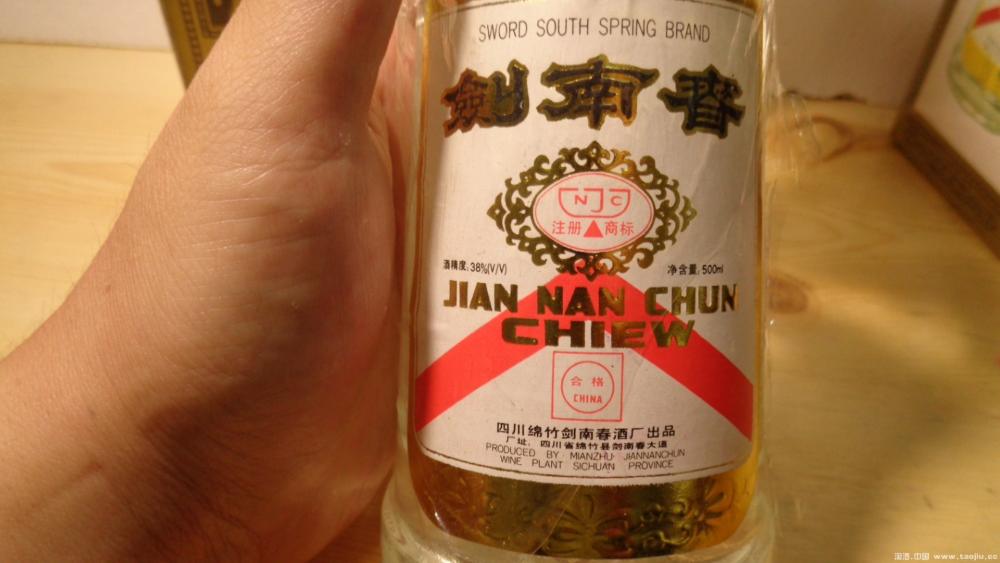 SWORD SOUTH SPRING BRAND
劍南春
NJC
注册▲商标
酒精度:38%(V/V)
净含量:500ml
JIAN NAN CHUN
CHIEW
合格
CHINA
四川绵竹剑南春酒厂出品
厂址:四川省绵竹县剑南春大道
PRODUCED BY MIANZHU JIANNANCHUN
WINE PLANT SICHUAN PROVINCE
淘酒.中国 www.taojiu.cc